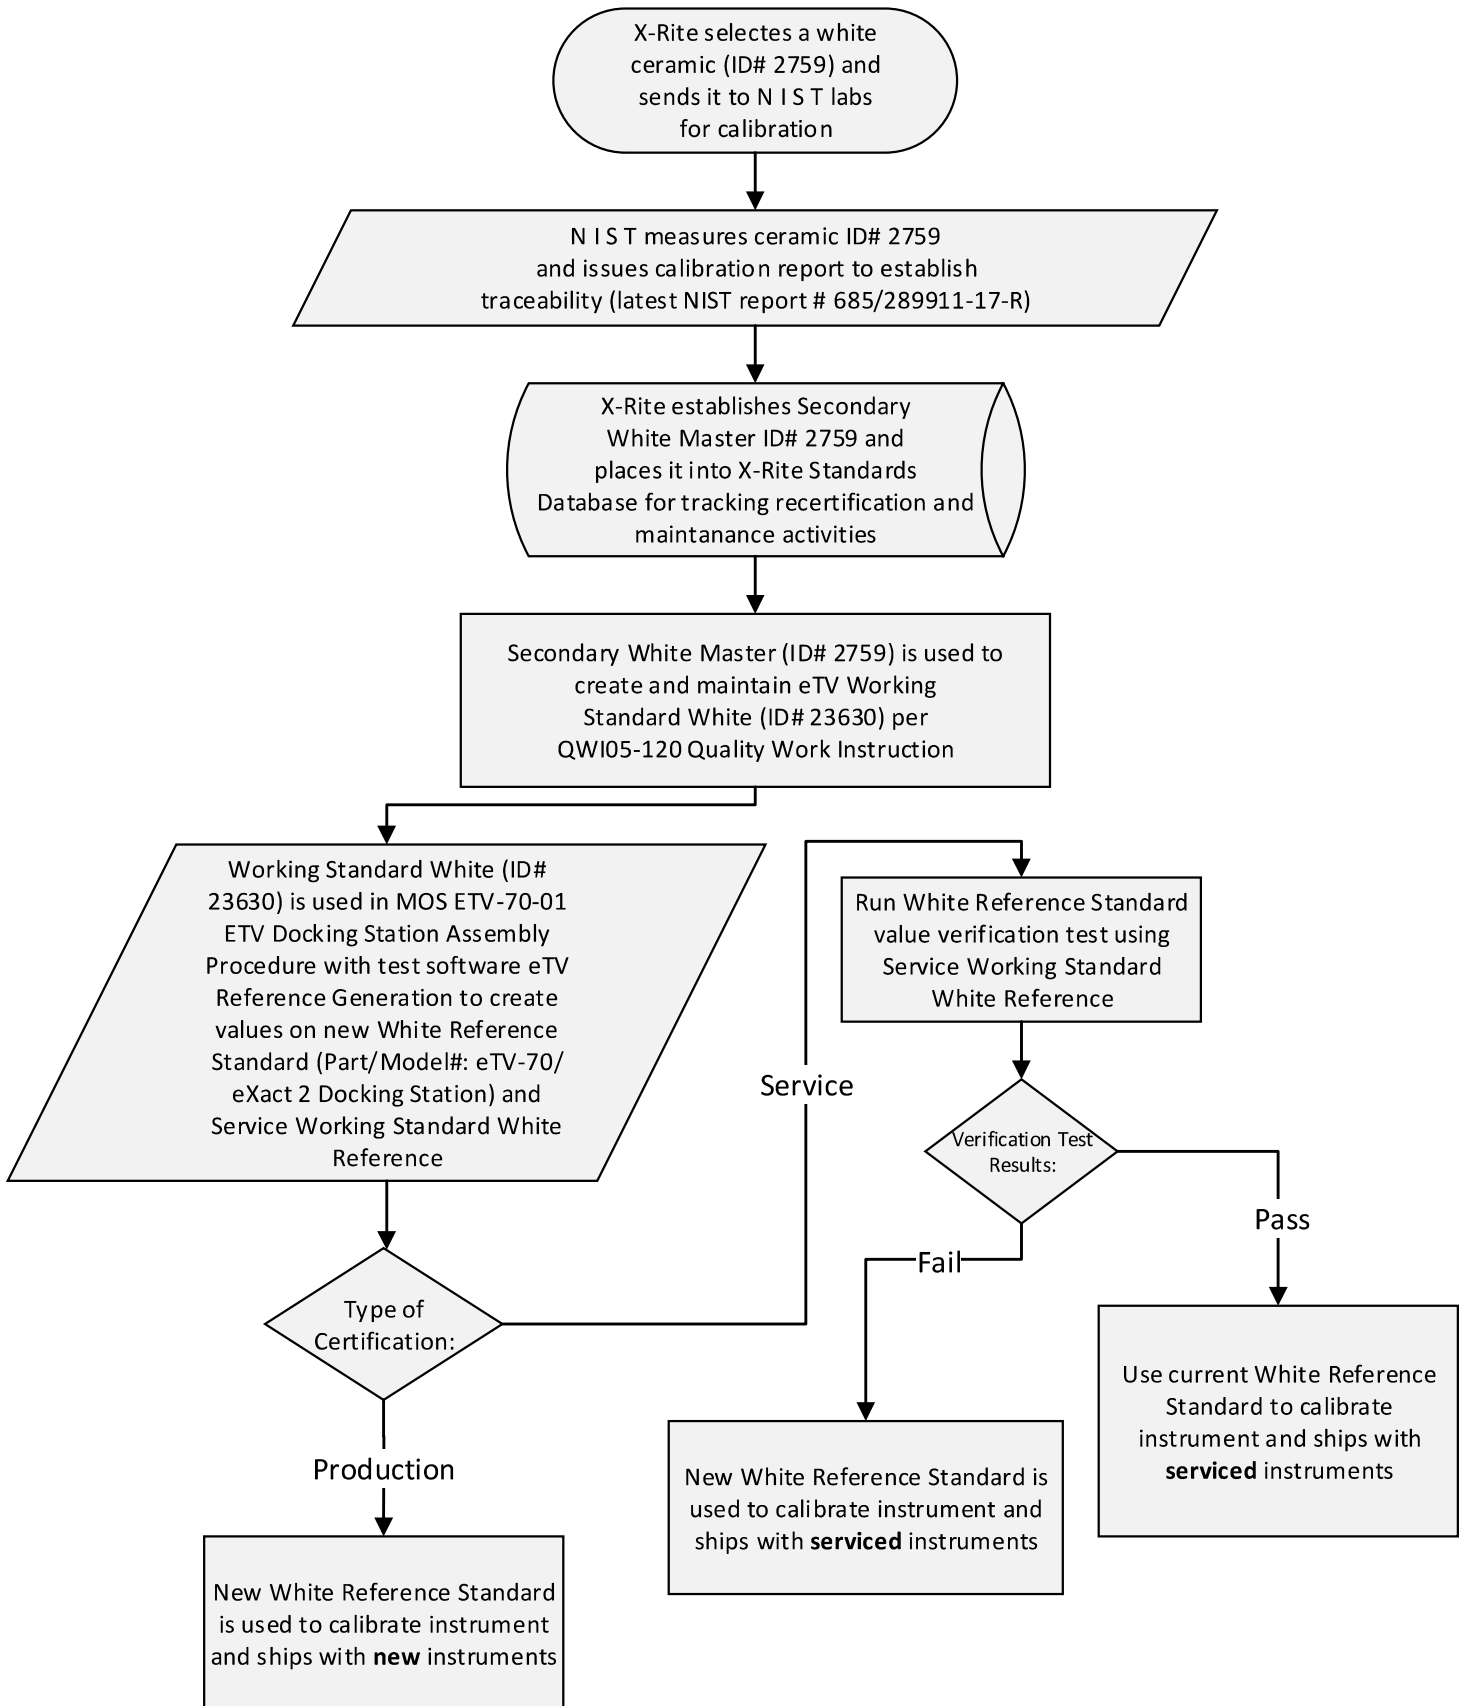 X-Rite selectes a white
ceramic (ID# 2759) and
sends it to N I S T labs
for calibration
N I S T measures ceramic ID# 2759
and issues calibration report to establish
traceability (latest NIST report # 685/289911-17-R)
X-Rite establishes Secondary
White Master ID# 2759 and
places it into X-Rite Standards
Database for tracking recertification and
maintanance activities
Secondary White Master (ID# 2759) is used to
create and maintain eTV Working
Standard White (ID# 23630) per
QWI05-120 Quality Work Instruction
Working Standard White (ID#
23630) is used in MOS ETV-70-01
ETV Docking Station Assembly
Procedure with test software eTV
Reference Generation to create
values on new White Reference
Standard (Part/Model#: eTV-70/
eXact 2 Docking Station) and
Service Working Standard White
Reference
Type of
Certification:
Production
New White Reference Standard
is used to calibrate instrument
and ships with new instruments
Service
Run White Reference Standard
value verification test using
Service Working Standard
White Reference
Verification Test
Results:
Fail
New White Reference Standard is
used to calibrate instrument and
ships with serviced instruments
Pass
Use current White Reference
Standard to calibrate
instrument and ships with
serviced instruments